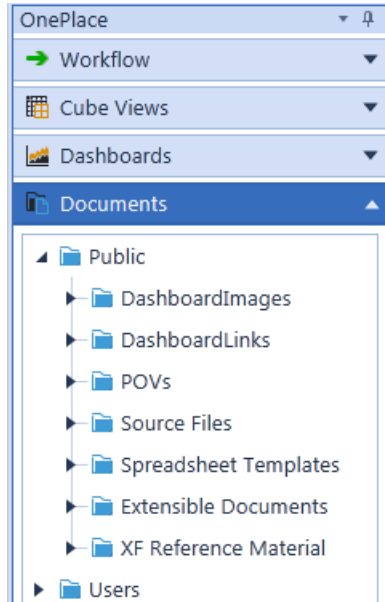 OnePlace
Workflow
Cube Views
Dashboards
Documents
Public
DashboardImages
DashboardLinks
POVs
Source Files
Spreadsheet Templates
Extensible Documents
XF Reference Material
Users